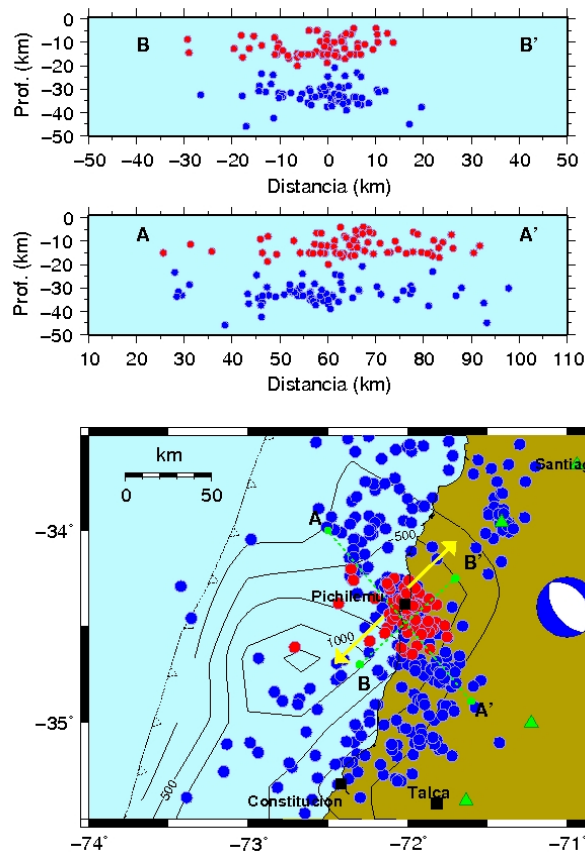 0
−10
−20
−30
−40
−50
Prof. (km)
B
B'
−50 −40 −30 −20 −10 0 10 20 30 40 50
Distancia (km)
0
−10
−20
−30
−40
−50
Prof. (km)
A
A'
10 20 30 40 50 60 70 80 90 100 110
Distancia (km)
km
0 50
Santiag
−34°
A
500
B'
Pichilemu
1000
B
A'
−35°
500
Constitución
Talca
−74° −73° −72° −71°